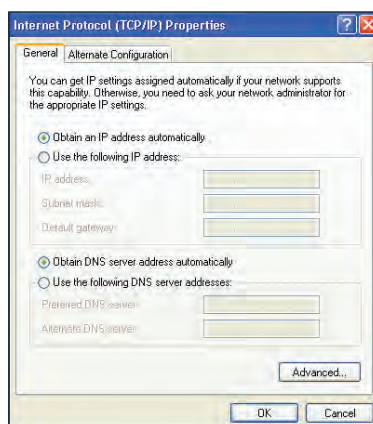 Internet Protocol (TCP/IP) Properties
General
Alternate Configuration
You can get IP settings assigned automatically if your network supports
this capability. Otherwise, you need to ask your network administrator for
the appropriate IP settings.
Obtain an IP address automatically
Use the following IP address:
IP address:
Subnet mask:
Default gateway:
Obtain DNS server address automatically
Use the following DNS server addresses:
Preferred DNS server:
Alternate DNS server:
Advanced...
OK
Cancel